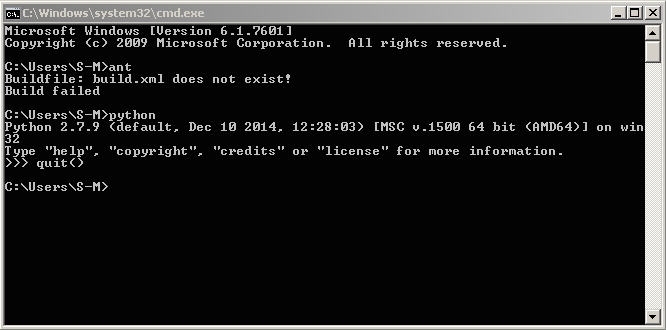 C:\Windows\system32\cmd.exe
Microsoft Windows [Version 6.1.7601]
Copyright (c) 2009 Microsoft Corporation.  All rights reserved.
C:\Users\S-M>ant
Buildfile: build.xml does not exist!
Build failed
C:\Users\S-M>python
Python 2.7.9 (default, Dec 10 2014, 12:28:03) [MSC v.1500 64 bit (AMD64)] on win
32
Type "help", "copyright", "credits" or "license" for more information.
>>> quit()
C:\Users\S-M>